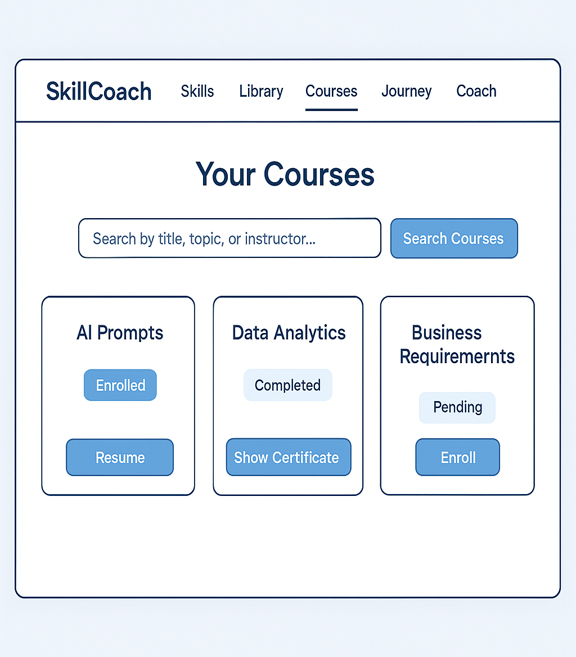 SkillCoach Skills Library Courses Journey Coach
Your Courses
Search by title, topic, or instructor...
Search Courses
AI Prompts
Enrolled
Resume
Data Analytics
Completed
Show Certificate
Business
Requiremernts
Pending
Enroll